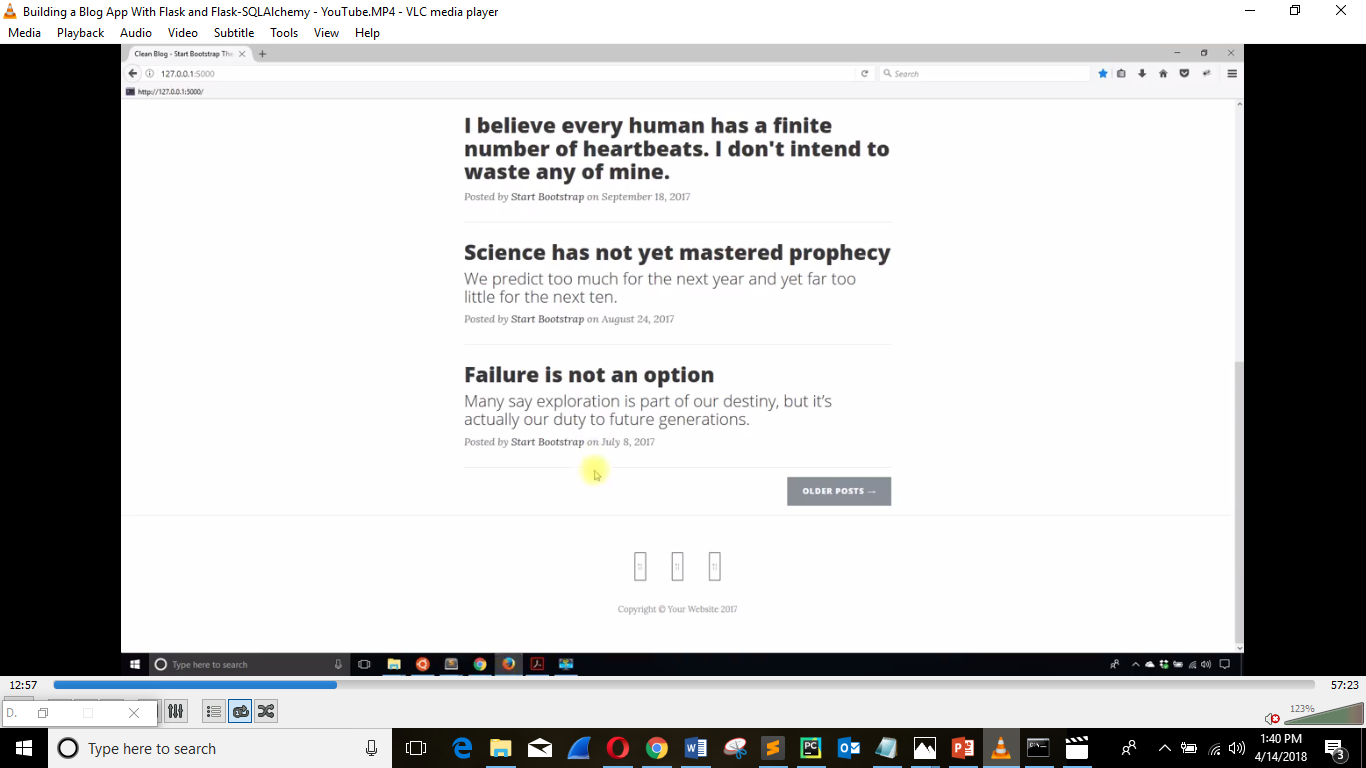 Building a Blog App With Flask and Flask-SQLAlchemy - YouTube.MP4 - VLC media player
Media Playback Audio Video Subtitle Tools View Help
Clean Blog - Start Bootstrap The
127.0.0.1:5000
Search
http://127.0.0.1:5000/
I believe every human has a finite
number of heartbeats. I don't intend to
waste any of mine.
Posted by Start Bootstrap on September 18, 2017
Science has not yet mastered prophecy
We predict too much for the next year and yet far too
little for the next ten.
Posted by Start Bootstrap on August 24, 2017
Failure is not an option
Many say exploration is part of our destiny, but it's
actually our duty to future generations.
Posted by Start Bootstrap on July 8, 2017
OLDER POSTS →
Copyright © Your Website 2017
Type here to search
12:57
57:23
D.
123%
Type here to search
1:40 PM
4/14/2018
3